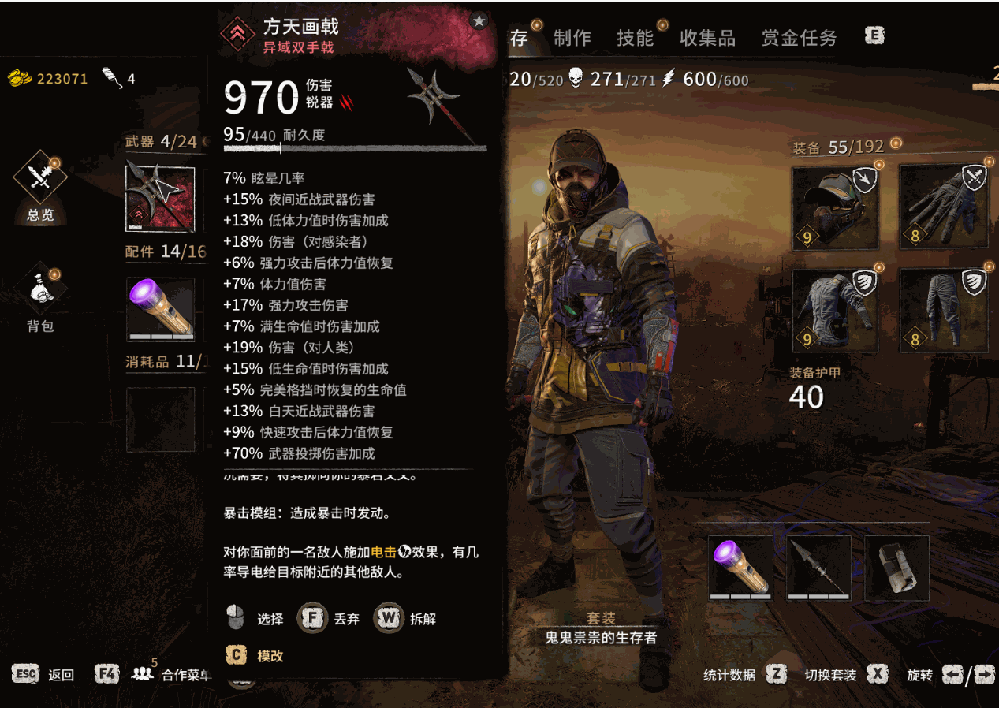 方天画戟
异域双手戟
970 伤害
锐器
95/440 耐久度
7% 眩晕几率
+15% 夜间近战武器伤害
+13% 低体力值时伤害加成
+18% 伤害（对感染者）
+6% 强力攻击后体力值恢复
+7% 体力值伤害
+17% 强力攻击伤害
+7% 满生命值时伤害加成
+19% 伤害（对人类）
+15% 低生命值时伤害加成
+5% 完美格挡时恢复的生命值
+13% 白天近战武器伤害
+9% 快速攻击后体力值恢复
+70% 武器投掷伤害加成
暴击模组：造成暴击时发动。
对你面前的一名敌人施加电击效果，有几
率导电给目标附近的其他敌人。
选择 F 丢弃 W 拆解
C 模改
223071 4
武器 4/24
总览
配件 14/16
背包
消耗品 11/
ESC 返回 F4 5 合作菜单
存 制作 技能 收集品 赏金任务 E
20/520 271/271 600/600
2
装备 55/192
9 8
9 8
装备护甲
40
套装
鬼鬼祟祟的生存者
统计数据 Z 切换套装 X 旋转 /